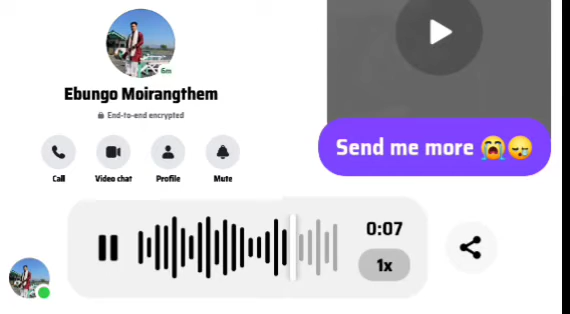 6m
Ebungo Moirangthem
End-to-end encrypted
Call
Video chat
Profile
Mute
Send me more 😭😪
0:07
1x